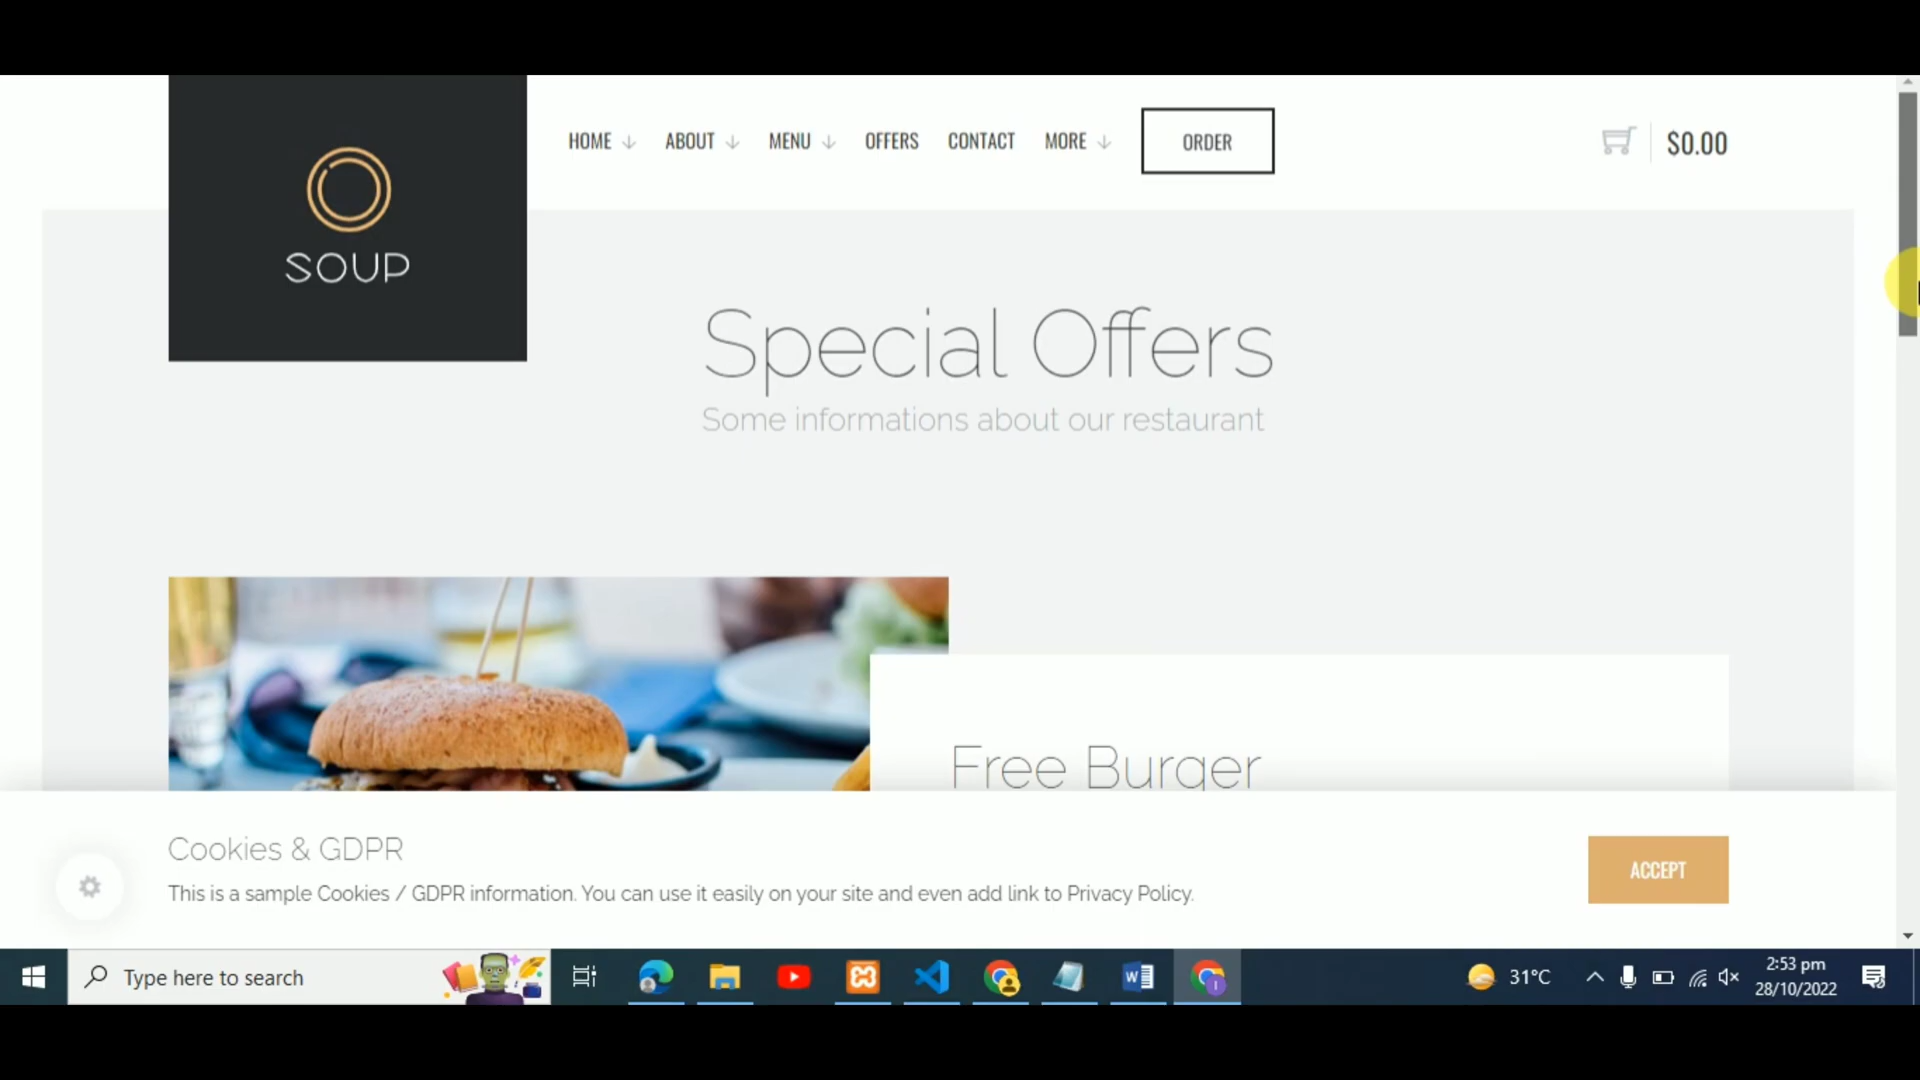 SOUP
HOME ABOUT MENU OFFERS CONTACT MORE ORDER $0.00
Special Offers
Some informations about our restaurant
Free Burger
Cookies & GDPR
This is a sample Cookies / GDPR information. You can use it easily on your site and even add link to Privacy Policy.
ACCEPT
Type here to search
31°C
2:53 pm
28/10/2022